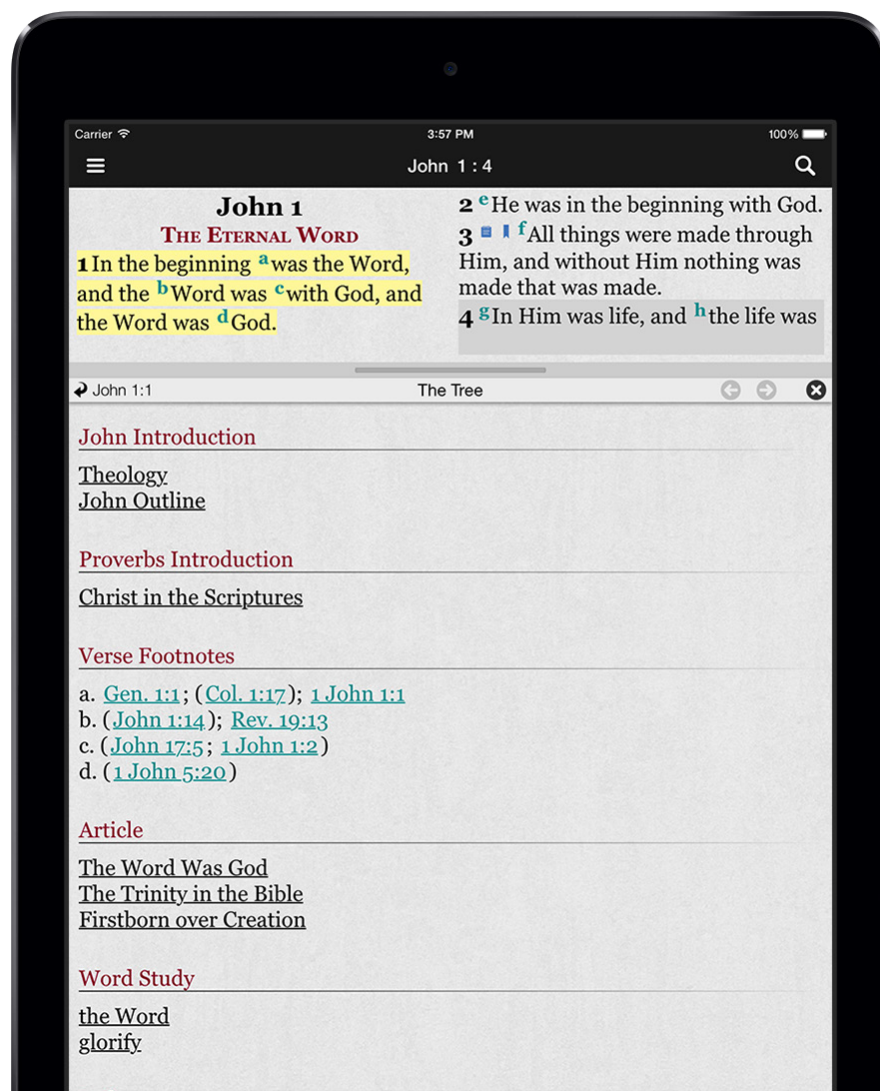 Carrier 3:57 PM 100%
John 1 : 4
John 1
THE ETERNAL WORD
1 In the beginning a was the Word,
and the b Word was c with God, and
the Word was d God.
2 e He was in the beginning with God.
3 f All things were made through
Him, and without Him nothing was
made that was made.
4 g In Him was life, and h the life was
John 1:1 The Tree
John Introduction
Theology
John Outline
Proverbs Introduction
Christ in the Scriptures
Verse Footnotes
a. Gen. 1:1; (Col. 1:17); 1 John 1:1
b. (John 1:14); Rev. 19:13
c. (John 17:5; 1 John 1:2)
d. (1 John 5:20)
Article
The Word Was God
The Trinity in the Bible
Firstborn over Creation
Word Study
the Word
glorify